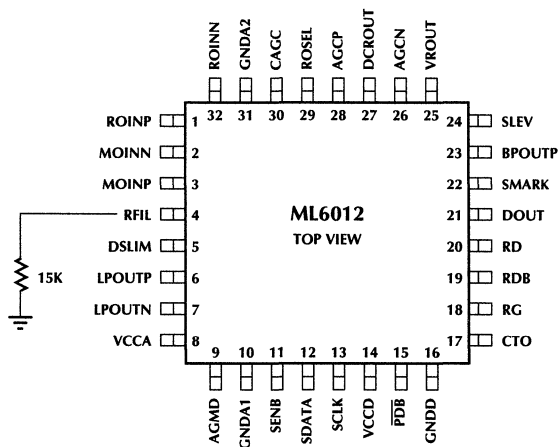 ROINN
GNDA2
CAGC
ROSEL
AGCP
DCROUT
AGCN
VROUT
32 31 30 29 28 27 26 25
ROINP 1
MOINN 2
MOINP 3
RFIL 4
DSLIM 5
LPOUTP 6
LPOUTN 7
VCCA 8
15K
ML6012
TOP VIEW
24 SLEV
23 BPOUTP
22 SMARK
21 DOUT
20 RD
19 RDB
18 RG
17 CTO
9 10 11 12 13 14 15 16
AGMD
GNDA1
SENB
SDATA
SCLK
VCCD
PDB
GNDD